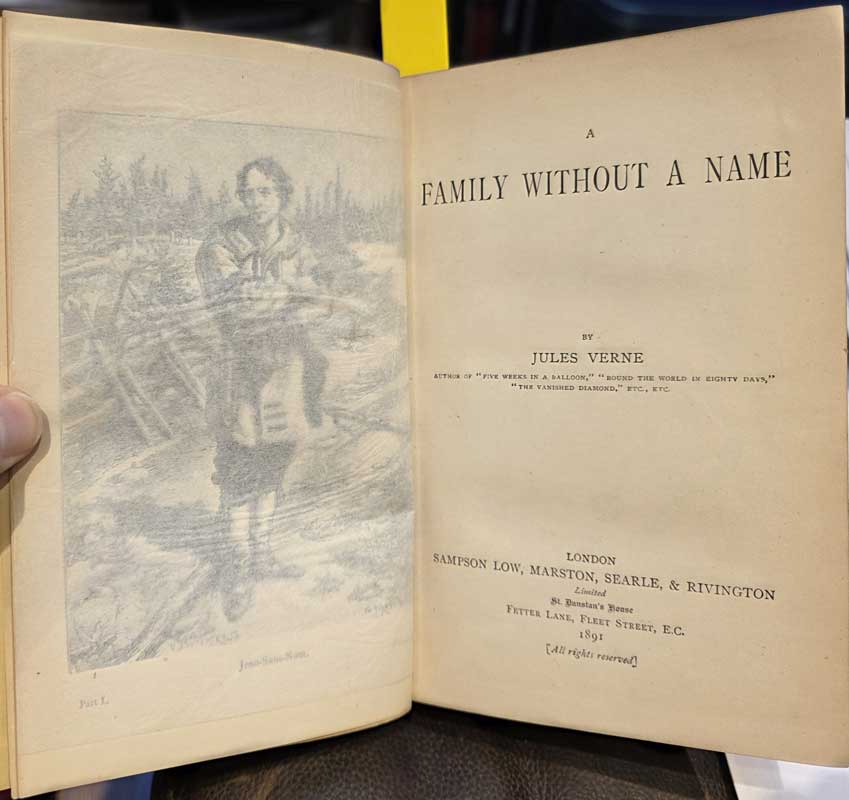 Jean-Sans-Nom.
Part I.
A
FAMILY WITHOUT A NAME
BY
JULES VERNE
AUTHOR OF "FIVE WEEKS IN A BALLOON," "ROUND THE WORLD IN EIGHTY DAYS,"
"THE VANISHED DIAMOND," ETC., ETC.
LONDON
SAMPSON LOW, MARSTON, SEARLE, & RIVINGTON
Limited
St. Dunstan's House
FETTER LANE, FLEET STREET, E.C.
1891
[All rights reserved]